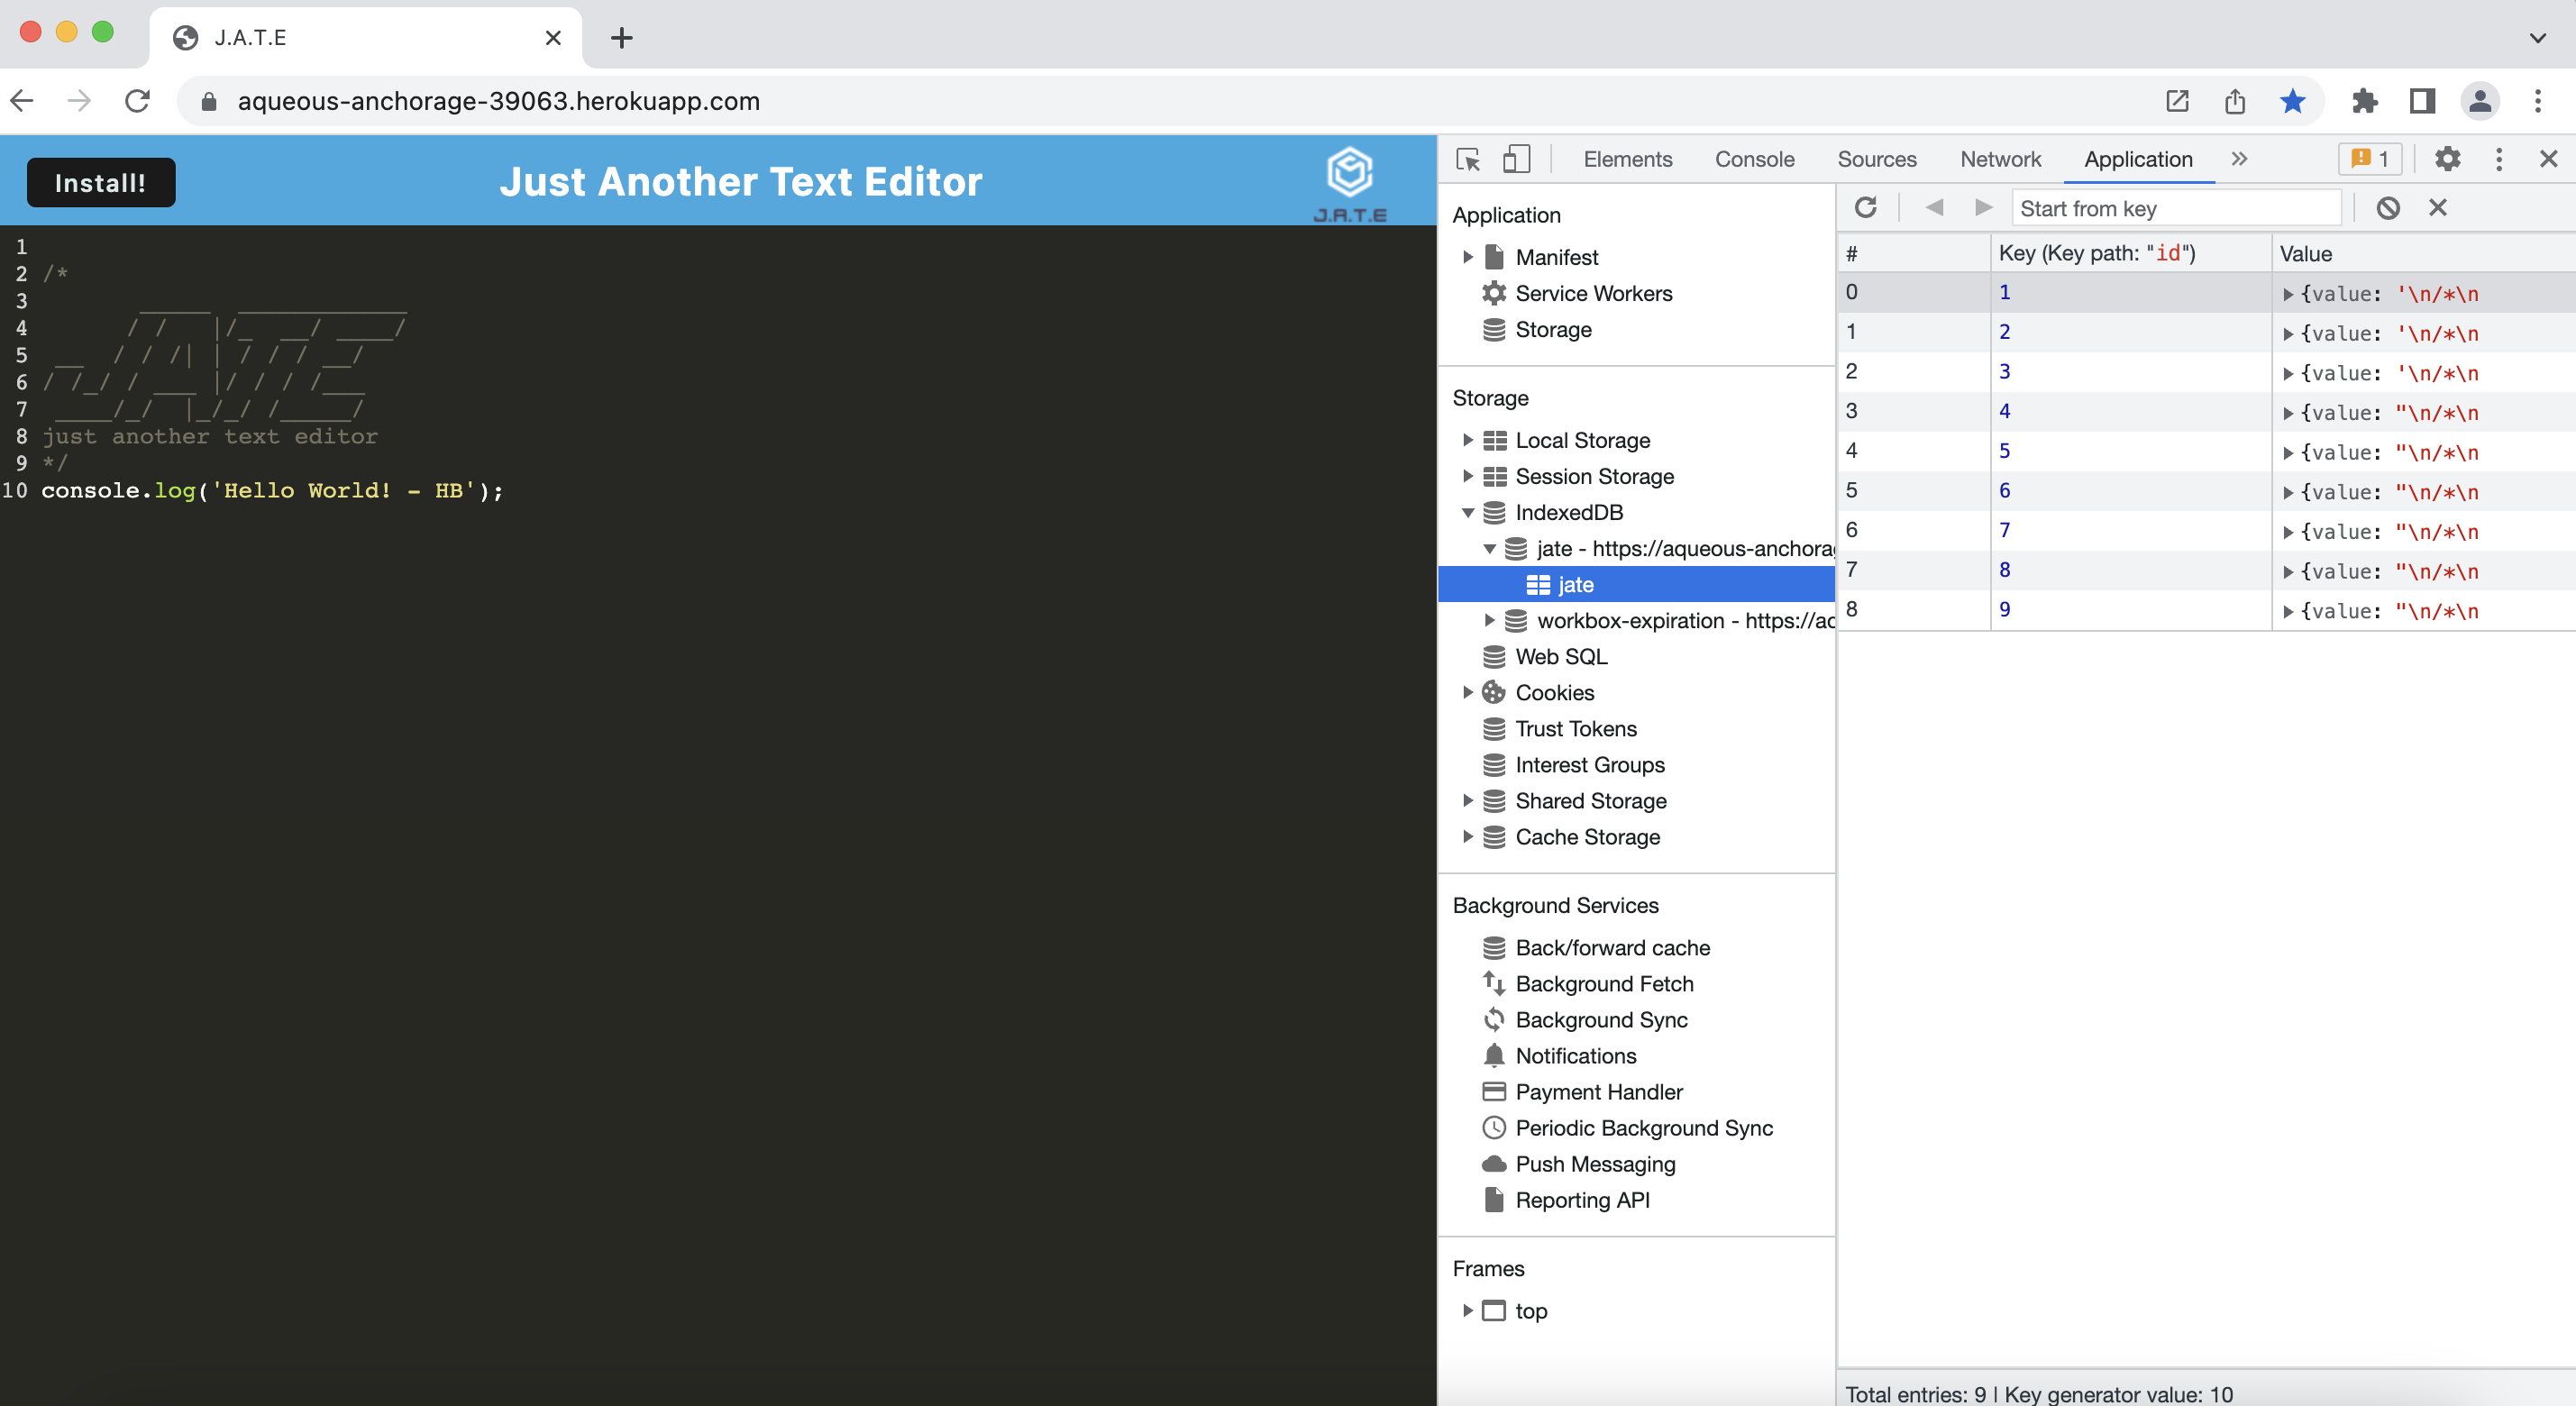 J.A.T.E
aqueous-anchorage-39063.herokuapp.com
Install!
Just Another Text Editor
J.A.T.E
1
2 /*
3       _____  ____________
4      / /   |/_  __/ ____/
5  __ / / /| | / / / __/
6 / /_/ / ___ |/ / / /___
7 ____/_/  |_/_/ /_____/
8 just another text editor
9 */
10 console.log('Hello World! - HB');
Elements Console Sources Network Application » 1
Application
Manifest
Service Workers
Storage
Storage
Local Storage
Session Storage
IndexedDB
jate - https://aqueous-anchorag
jate
workbox-expiration - https://ac
Web SQL
Cookies
Trust Tokens
Interest Groups
Shared Storage
Cache Storage
Background Services
Back/forward cache
Background Fetch
Background Sync
Notifications
Payment Handler
Periodic Background Sync
Push Messaging
Reporting API
Frames
top
Start from key
# Key (Key path: "id") Value
0 1 {value: '\n/*\n
1 2 {value: '\n/*\n
2 3 {value: '\n/*\n
3 4 {value: "\n/*\n
4 5 {value: "\n/*\n
5 6 {value: "\n/*\n
6 7 {value: "\n/*\n
7 8 {value: "\n/*\n
8 9 {value: "\n/*\n
Total entries: 9 | Key generator value: 10